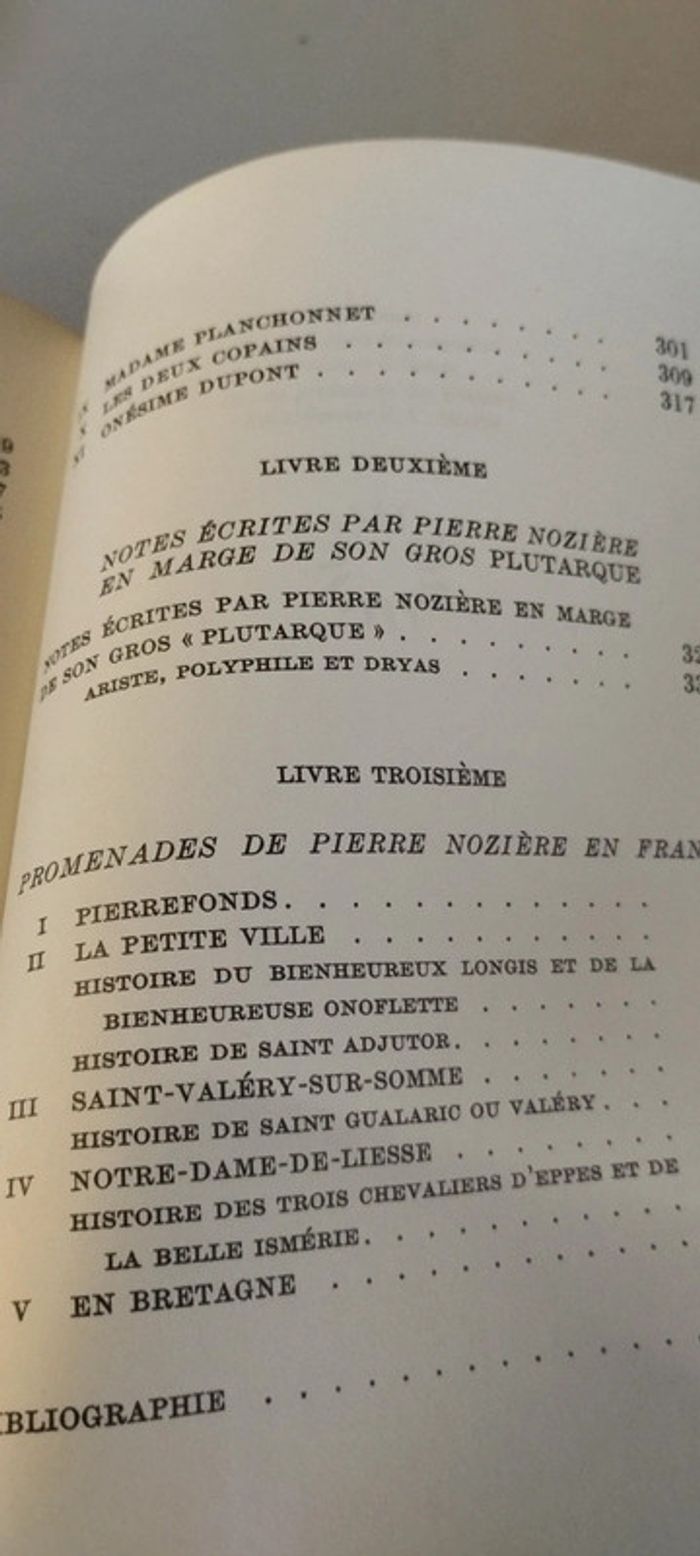 MADAME PLANCHONNET . . . . . . . . 301
X LES DEUX COPAINS . . . . . . . . . . 309
XI ONÉSIME DUPONT . . . . . . . . . . . 317
LIVRE DEUXIÈME
NOTES ÉCRITES PAR PIERRE NOZIÈRE
EN MARGE DE SON GROS PLUTARQUE
NOTES ÉCRITES PAR PIERRE NOZIÈRE EN MARGE
DE SON GROS « PLUTARQUE » . . . . . . . . .
ARISTE, POLYPHILE ET DRYAS . . . . . . .
LIVRE TROISIÈME
PROMENADES DE PIERRE NOZIÈRE EN
I PIERREFONDS . . . . . . . . . . . . .
II LA PETITE VILLE . . . . . . . . . . .
HISTOIRE DU BIENHEUREUX LONGIS ET DE LA
BIENHEUREUSE ONOFLETTE . . . . . . .
HISTOIRE DE SAINT ADJUTOR . . . . . . . .
III SAINT-VALÉRY-SUR-SOMME . . . . . . .
HISTOIRE DE SAINT GUALARIC OU VALÉRY . . .
IV NOTRE-DAME-DE-LIESSE . . . . . . . .
HISTOIRE DES TROIS CHEVALIERS D'EPPES ET DE
LA BELLE ISMÉRIE . . . . . . . . . . .
V EN BRETAGNE . . . . . . . . . . . .
IBLIOGRAPHIE . . . . . . . . . . . . .